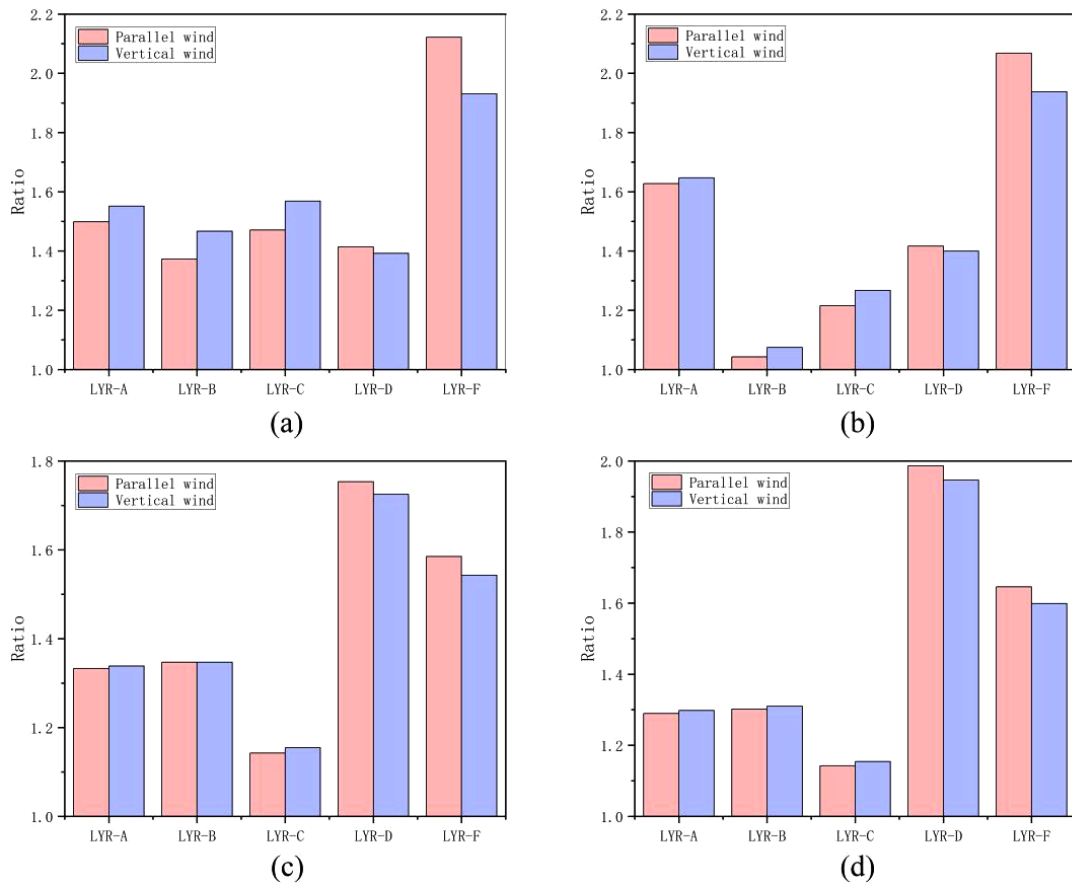 2.2
2.0
1.8
1.6
1.4
1.2
1.0
Ratio
Parallel wind
Vertical wind
LYR-A LYR-B LYR-C LYR-D LYR-F
(a)
2.2
2.0
1.8
1.6
1.4
1.2
1.0
Ratio
Parallel wind
Vertical wind
LYR-A LYR-B LYR-C LYR-D LYR-F
(b)
1.8
1.6
1.4
1.2
1.0
Ratio
Parallel wind
Vertical wind
LYR-A LYR-B LYR-C LYR-D LYR-F
(c)
2.0
1.8
1.6
1.4
1.2
1.0
Ratio
Parallel wind
Vertical wind
LYR-A LYR-B LYR-C LYR-D LYR-F
(d)